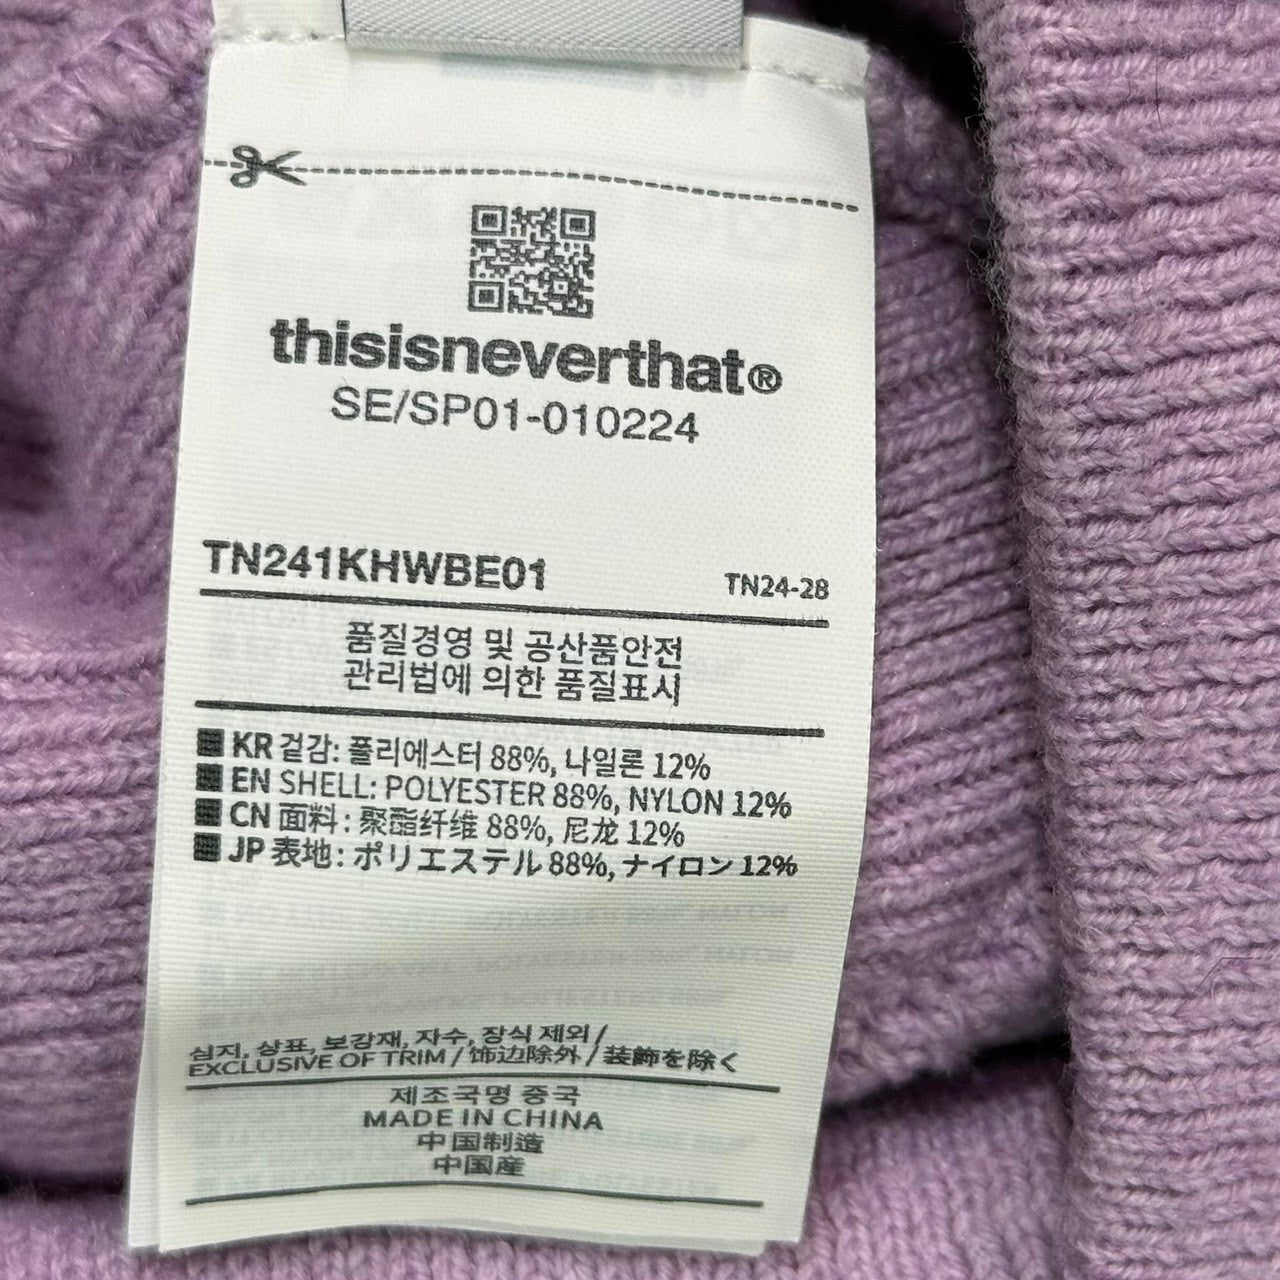 thisisneverthat®
SE/SP01-010224
TN241KHWBE01 TN24-28
품질경영 및 공산품안전
관리법에 의한 품질표시
KR 겉감: 폴리에스터 88%, 나일론 12%
EN SHELL: POLYESTER 88%, NYLON 12%
CN 面料: 聚酯纤维 88%, 尼龙 12%
JP 表地: ポリエステル 88%, ナイロン 12%
심지, 상표, 보강재, 자수, 장식 제외/
EXCLUSIVE OF TRIM / 饰边除外 / 装飾を除く
제조국명 중국
MADE IN CHINA
中国制造
中国産